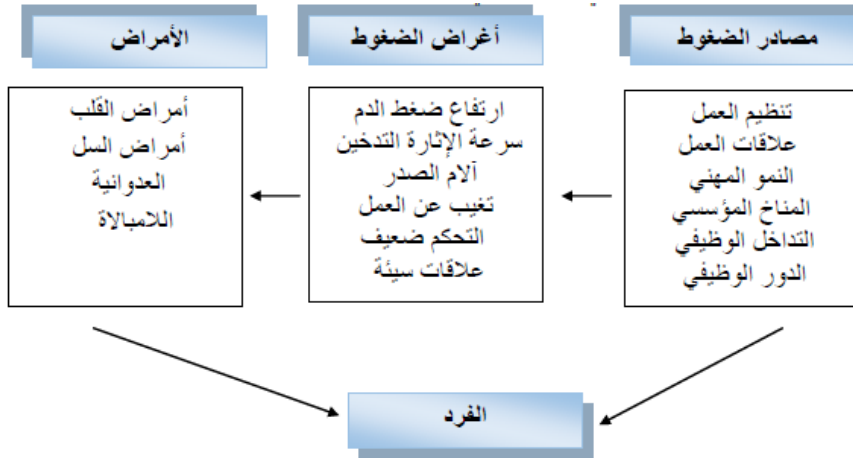 مصادر الضغوط
أغراض الضغوط
الأمراض
تنظيم العمل
علاقات العمل
النمو المهني
المناخ المؤسسي
التداخل الوظيفي
الدور الوظيفي
ارتفاع ضغط الدم
سرعة الإثارة التدخين
آلام الصدر
تغيب عن العمل
التحكم ضعيف
علاقات سيئة
أمراض القلب
أمراض السل
العدوانية
اللامبالاة
الفرد